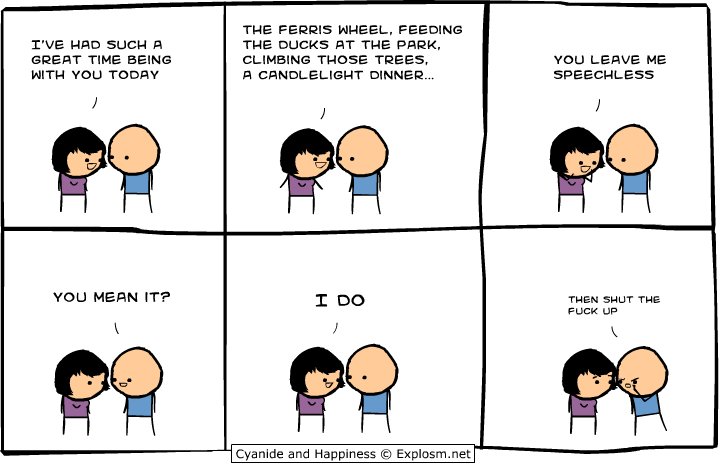 I'VE HAD SUCH A
GREAT TIME BEING
WITH YOU TODAY
THE FERRIS WHEEL, FEEDING
THE DUCKS AT THE PARK,
CLIMBING THOSE TREES,
A CANDLELIGHT DINNER...
YOU LEAVE ME
SPEECHLESS
YOU MEAN IT?
I DO
THEN SHUT THE
FUCK UP
Cyanide and Happiness © Explosm.net